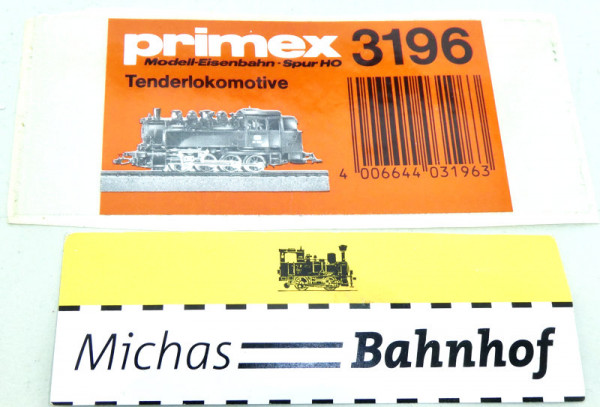 primex 3196
Modell-Eisenbahn · Spur HO
Tenderlokomotive
4 006644 031963
Michas Bahnhof